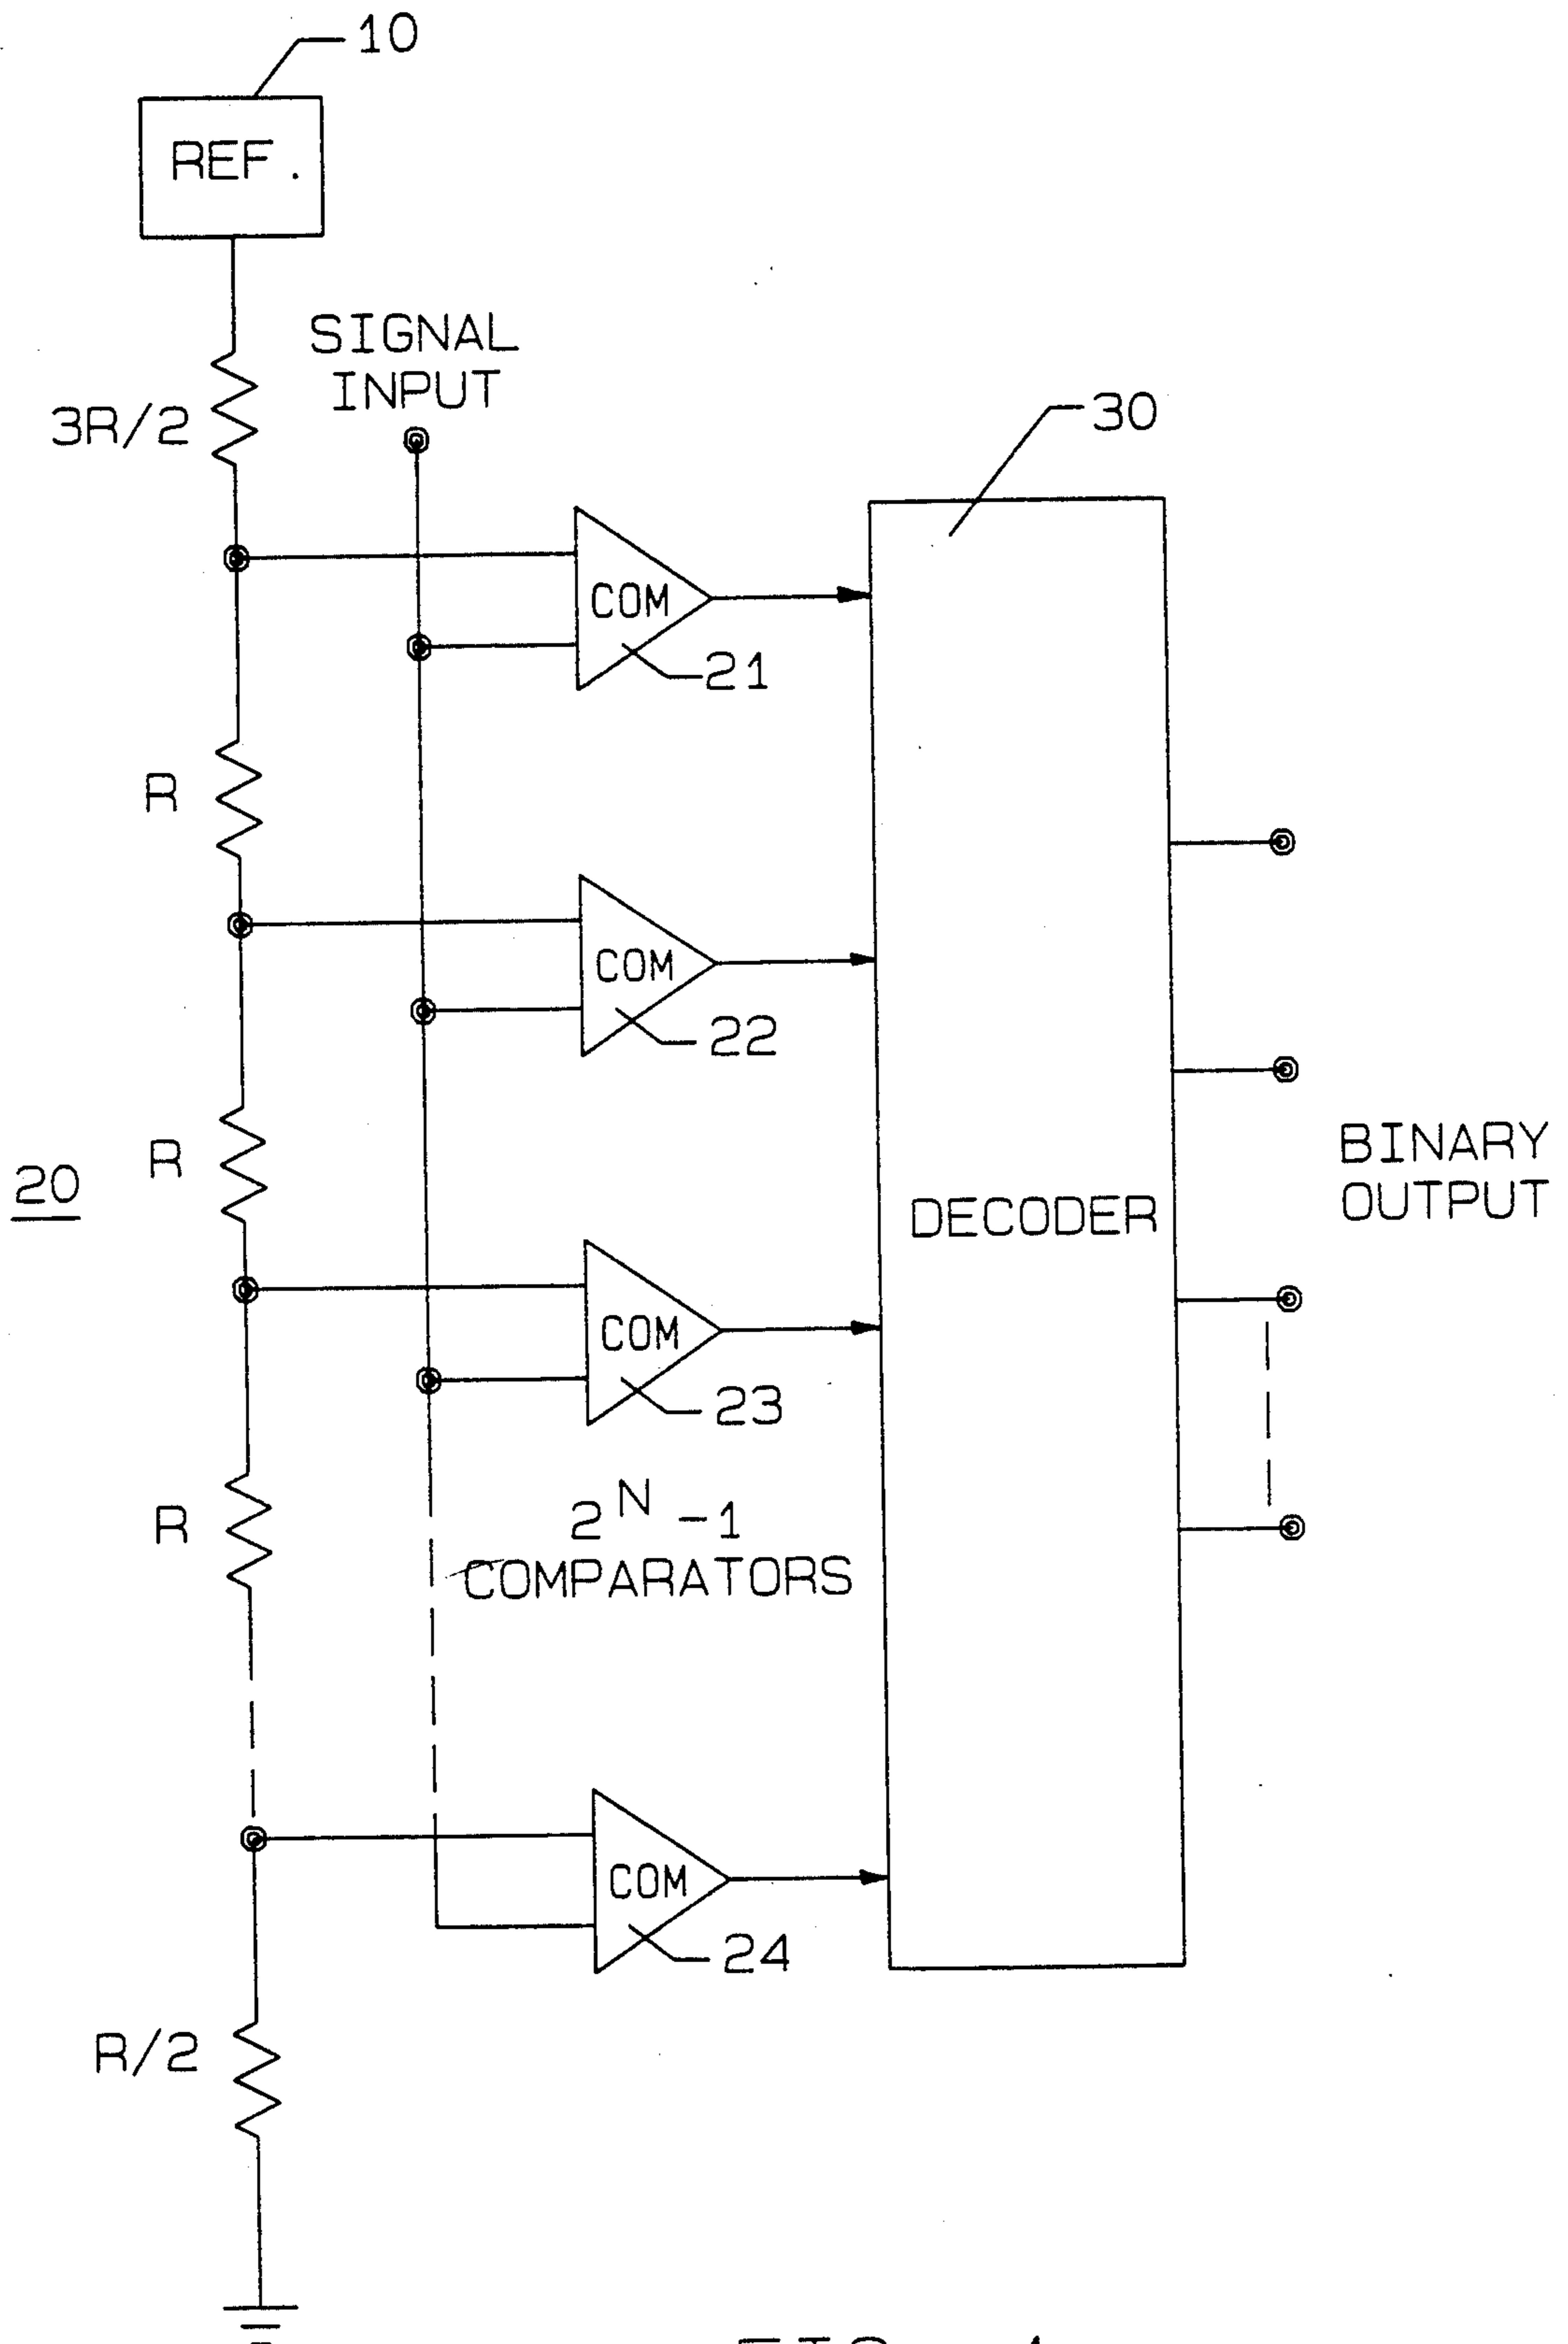 10
REF.
SIGNAL
INPUT
3R/2
30
COM
21
R
COM
22
R
20
BINARY
OUTPUT
DECODER
COM
23
R
2^N -1
COMPARATORS
COM
24
R/2